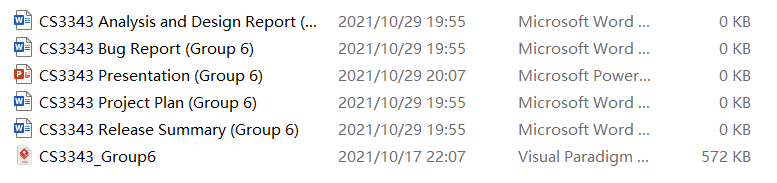 CS3343 Analysis and Design Report (... 2021/10/29 19:55 Microsoft Word ... 0 KB
CS3343 Bug Report (Group 6) 2021/10/29 19:55 Microsoft Word ... 0 KB
CS3343 Presentation (Group 6) 2021/10/29 20:07 Microsoft Power... 0 KB
CS3343 Project Plan (Group 6) 2021/10/29 19:55 Microsoft Word ... 0 KB
CS3343 Release Summary (Group 6) 2021/10/29 19:55 Microsoft Word ... 0 KB
CS3343_Group6 2021/10/17 22:07 Visual Paradigm ... 572 KB